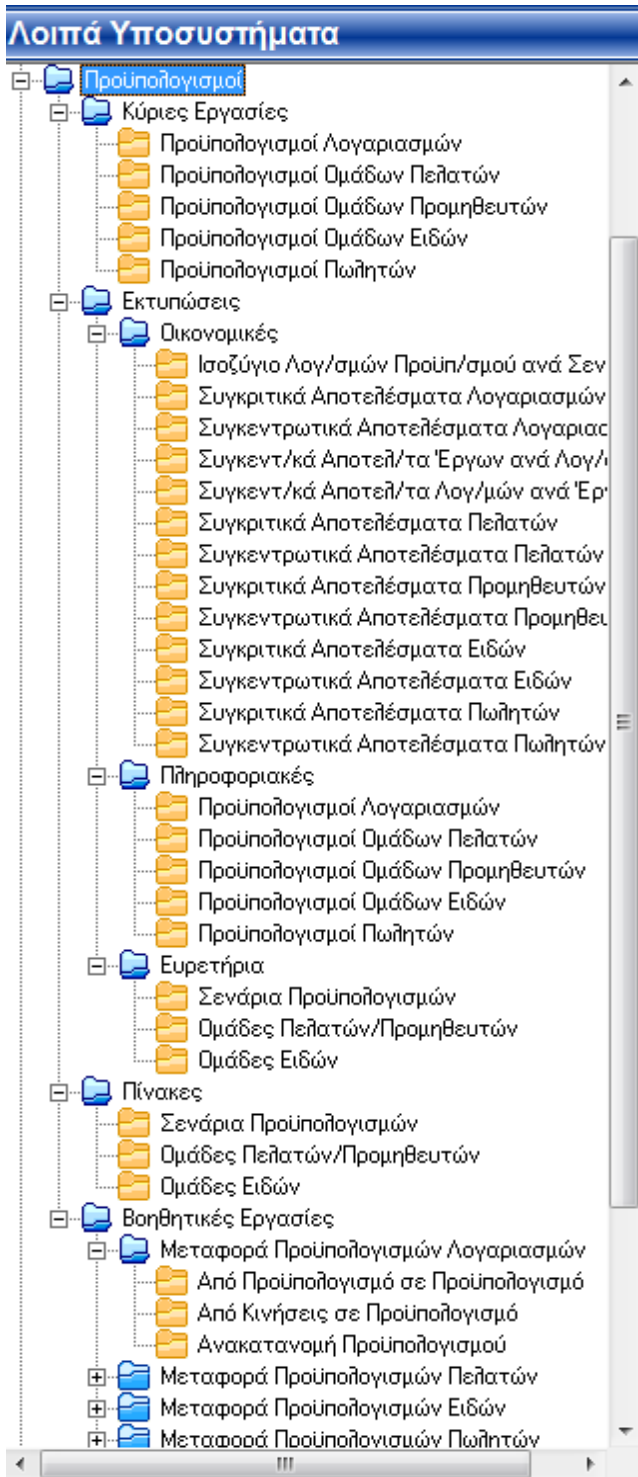 Λοιπά Υποσυστήματα
Προϋπολογισμοί
Κύριες Εργασίες
Προϋπολογισμοί Λογαριασμών
Προϋπολογισμοί Ομάδων Πελατών
Προϋπολογισμοί Ομάδων Προμηθευτών
Προϋπολογισμοί Ομάδων Ειδών
Προϋπολογισμοί Πωλητών
Εκτυπώσεις
Οικονομικές
Ισοζύγιο Λογ/σμών Προϋπ/σμού ανά Σεν
Συγκριτικά Αποτελέσματα Λογαριασμών
Συγκεντρωτικά Αποτελέσματα Λογαριασ
Συγκεντ/κά Αποτελ/τα Έργων ανά Λογ/
Συγκεντ/κά Αποτελ/τα Λογ/μών ανά Έρ
Συγκριτικά Αποτελέσματα Πελατών
Συγκεντρωτικά Αποτελέσματα Πελατών
Συγκριτικά Αποτελέσματα Προμηθευτών
Συγκεντρωτικά Αποτελέσματα Προμηθευ
Συγκριτικά Αποτελέσματα Ειδών
Συγκεντρωτικά Αποτελέσματα Ειδών
Συγκριτικά Αποτελέσματα Πωλητών
Συγκεντρωτικά Αποτελέσματα Πωλητών
Πληροφοριακές
Προϋπολογισμοί Λογαριασμών
Προϋπολογισμοί Ομάδων Πελατών
Προϋπολογισμοί Ομάδων Προμηθευτών
Προϋπολογισμοί Ομάδων Ειδών
Προϋπολογισμοί Πωλητών
Ευρετήρια
Σενάρια Προϋπολογισμών
Ομάδες Πελατών/Προμηθευτών
Ομάδες Ειδών
Πίνακες
Σενάρια Προϋπολογισμών
Ομάδες Πελατών/Προμηθευτών
Ομάδες Ειδών
Βοηθητικές Εργασίες
Μεταφορά Προϋπολογισμών Λογαριασμών
Από Προϋπολογισμό σε Προϋπολογισμό
Από Κινήσεις σε Προϋπολογισμό
Ανακατανομή Προϋπολογισμού
Μεταφορά Προϋπολογισμών Πελατών
Μεταφορά Προϋπολογισμών Ειδών
Μεταφορά Προϋπολογισμών Πωλητών